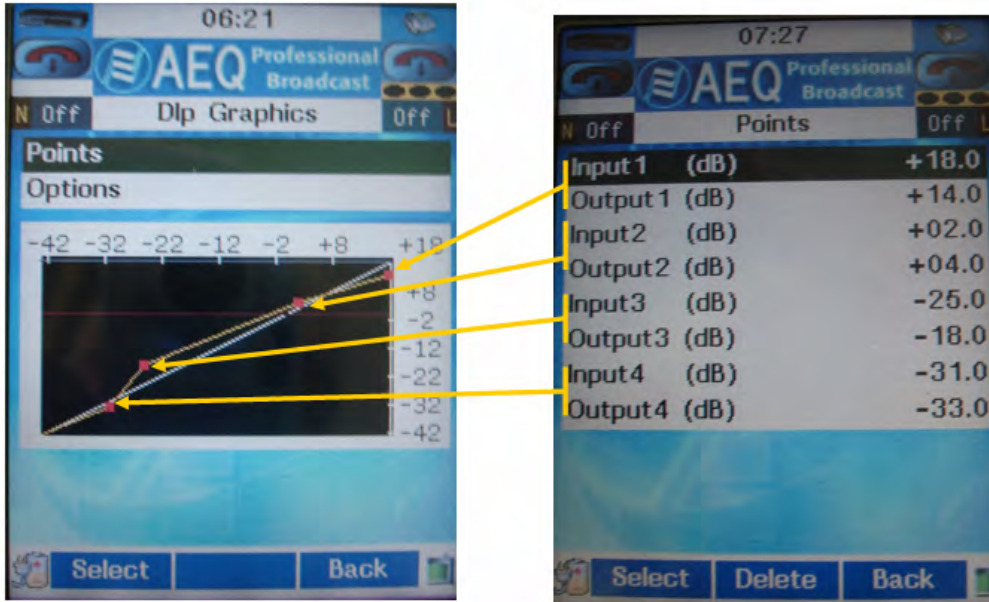 06:21
AEQ Professional Broadcast
N Off Dlp Graphics Off L
Points
Options
-42 -32 -22 -12 -2 +8 +18
+8
-2
-12
-22
-32
-42
Select Back
07:27
AEQ Professional Broadcast
N Off Points Off L
Input1 (dB) +18.0
Output1 (dB) +14.0
Input2 (dB) +02.0
Output2 (dB) +04.0
Input3 (dB) -25.0
Output3 (dB) -18.0
Input4 (dB) -31.0
Output4 (dB) -33.0
Select Delete Back